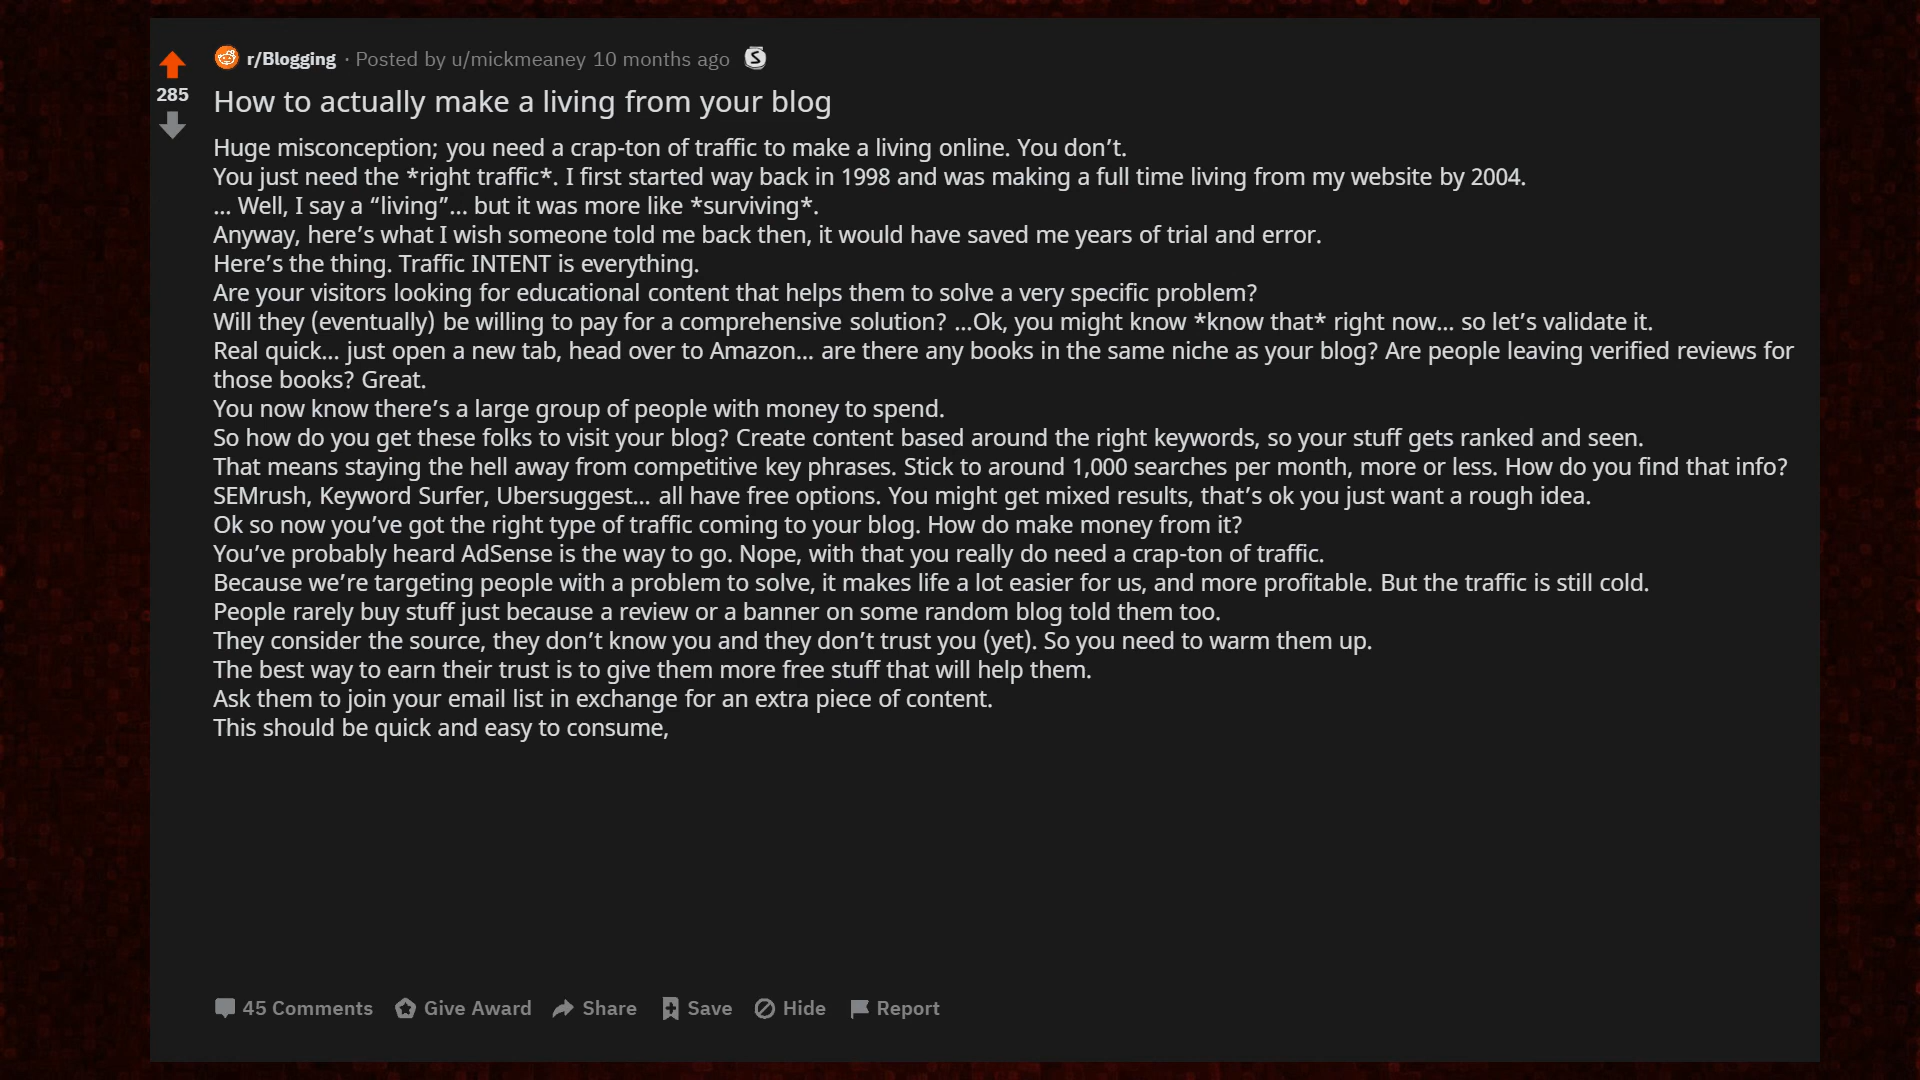 r/Blogging · Posted by u/mickmeaney 10 months ago
285
How to actually make a living from your blog
Huge misconception; you need a crap-ton of traffic to make a living online. You don’t.
You just need the *right traffic*. I first started way back in 1998 and was making a full time living from my website by 2004.
... Well, I say a “living”... but it was more like *surviving*.
Anyway, here’s what I wish someone told me back then, it would have saved me years of trial and error.
Here’s the thing. Traffic INTENT is everything.
Are your visitors looking for educational content that helps them to solve a very specific problem?
Will they (eventually) be willing to pay for a comprehensive solution? ...Ok, you might know *know that* right now... so let’s validate it.
Real quick... just open a new tab, head over to Amazon... are there any books in the same niche as your blog? Are people leaving verified reviews for
those books? Great.
You now know there’s a large group of people with money to spend.
So how do you get these folks to visit your blog? Create content based around the right keywords, so your stuff gets ranked and seen.
That means staying the hell away from competitive key phrases. Stick to around 1,000 searches per month, more or less. How do you find that info?
SEMrush, Keyword Surfer, Ubersuggest... all have free options. You might get mixed results, that’s ok you just want a rough idea.
Ok so now you’ve got the right type of traffic coming to your blog. How do make money from it?
You’ve probably heard AdSense is the way to go. Nope, with that you really do need a crap-ton of traffic.
Because we’re targeting people with a problem to solve, it makes life a lot easier for us, and more profitable. But the traffic is still cold.
People rarely buy stuff just because a review or a banner on some random blog told them too.
They consider the source, they don’t know you and they don’t trust you (yet). So you need to warm them up.
The best way to earn their trust is to give them more free stuff that will help them.
Ask them to join your email list in exchange for an extra piece of content.
This should be quick and easy to consume,
45 Comments Give Award Share Save Hide Report